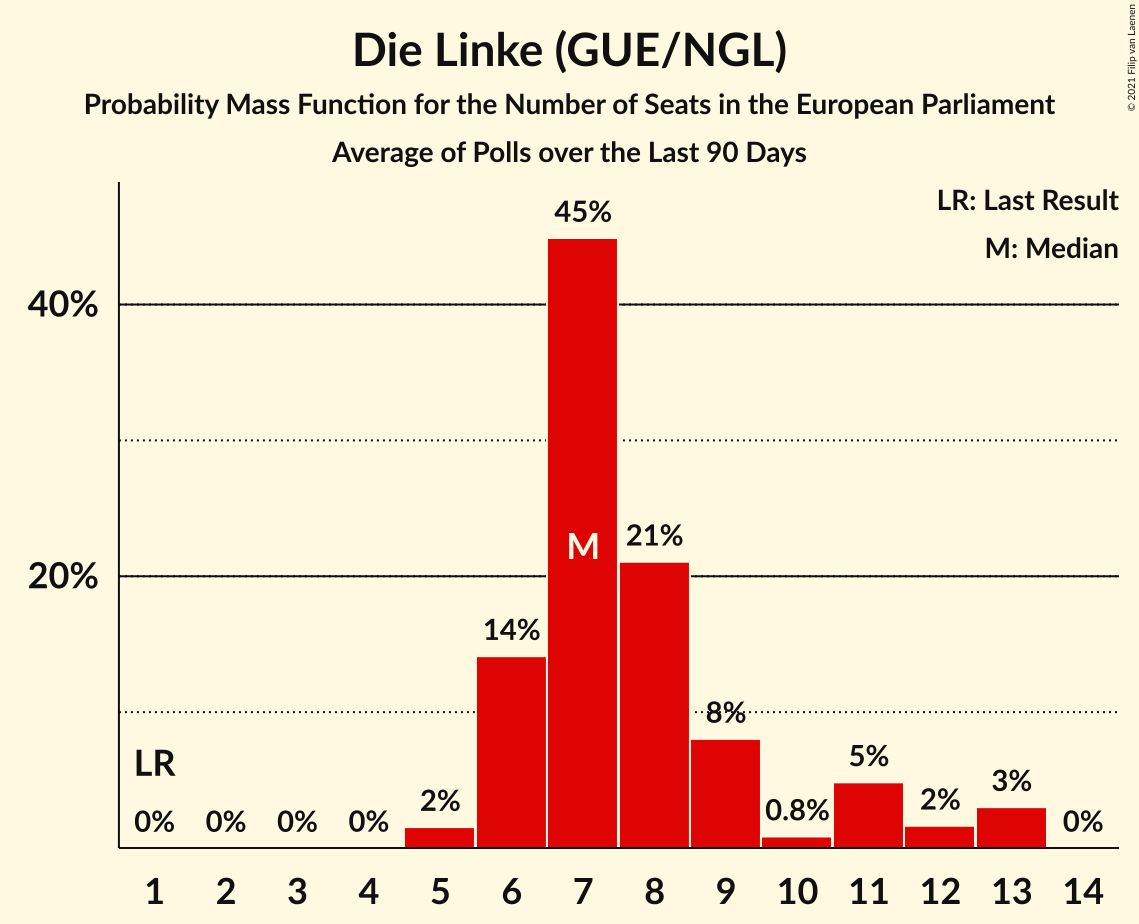 Die Linke (GUE/NGL)
Probability Mass Function for the Number of Seats in the European Parliament
Average of Polls over the Last 90 Days
© 2021 Filip van Laenen
LR: Last Result
M: Median
45%
40%
M
21%
20%
14%
8%
LR
5%
3%
2%
0.8%
2%
0%
0%
0%
0%
0%
1 2 3 4 5 6 7 8 9 10 11 12 13 14